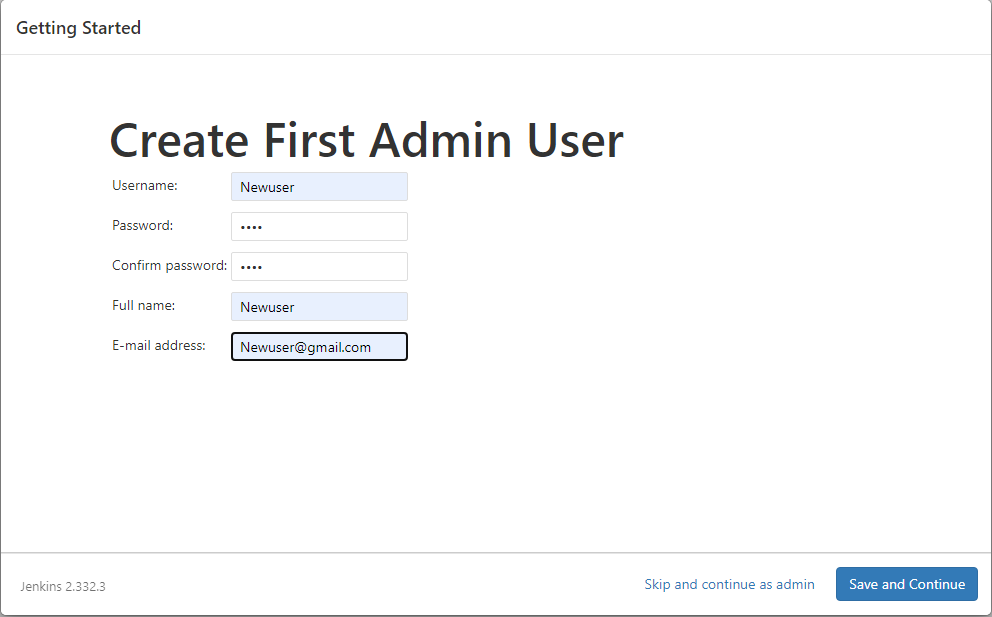 Getting Started
Create First Admin User
Username: Newuser
Password: ••••
Confirm password: ••••
Full name: Newuser
E-mail address: Newuser@gmail.com
Jenkins 2.332.3 Skip and continue as admin Save and Continue